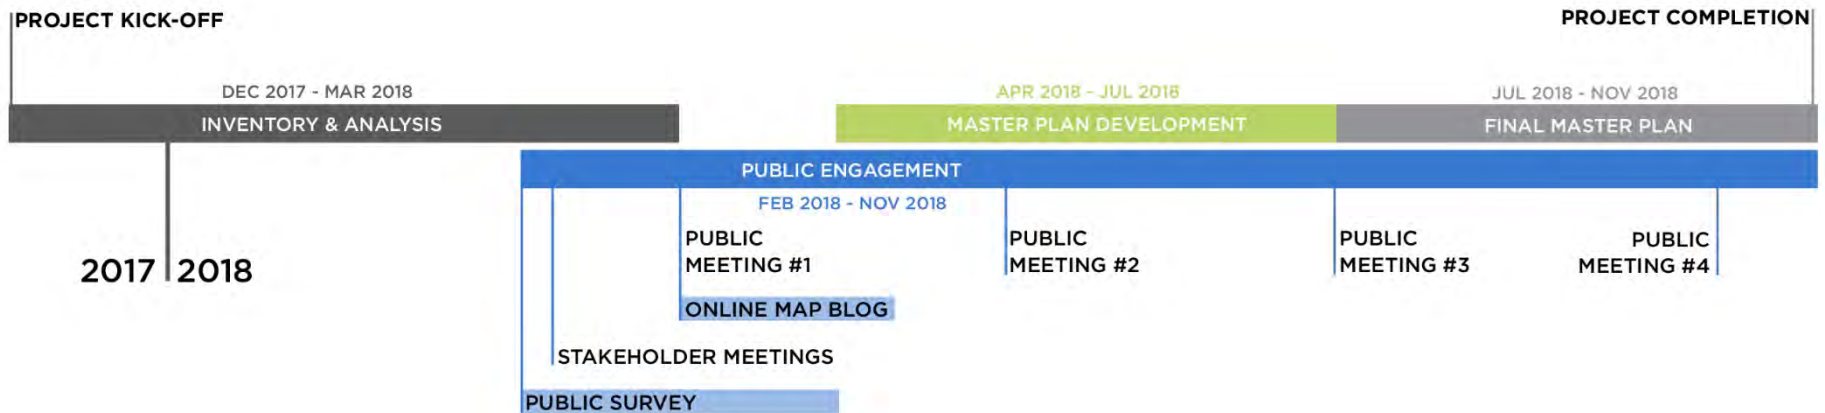 PROJECT KICK-OFF
PROJECT COMPLETION
DEC 2017 - MAR 2018
APR 2018 - JUL 2018
JUL 2018 - NOV 2018
INVENTORY & ANALYSIS
MASTER PLAN DEVELOPMENT
FINAL MASTER PLAN
PUBLIC ENGAGEMENT
FEB 2018 - NOV 2018
2017
2018
PUBLIC
MEETING #1
PUBLIC
MEETING #2
PUBLIC
MEETING #3
PUBLIC
MEETING #4
ONLINE MAP BLOG
STAKEHOLDER MEETINGS
PUBLIC SURVEY